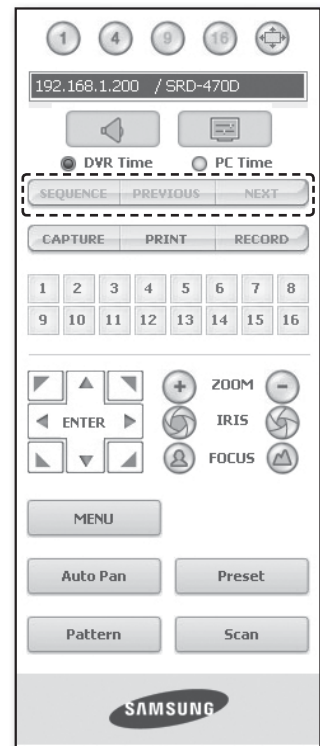 1 4 9 16
192.168.1.200 / SRD-470D
DVR Time PC Time
SEQUENCE PREVIOUS NEXT
CAPTURE PRINT RECORD
1 2 3 4 5 6 7 8
9 10 11 12 13 14 15 16
ZOOM
ENTER IRIS
FOCUS
MENU
Auto Pan Preset
Pattern Scan
SAMSUNG